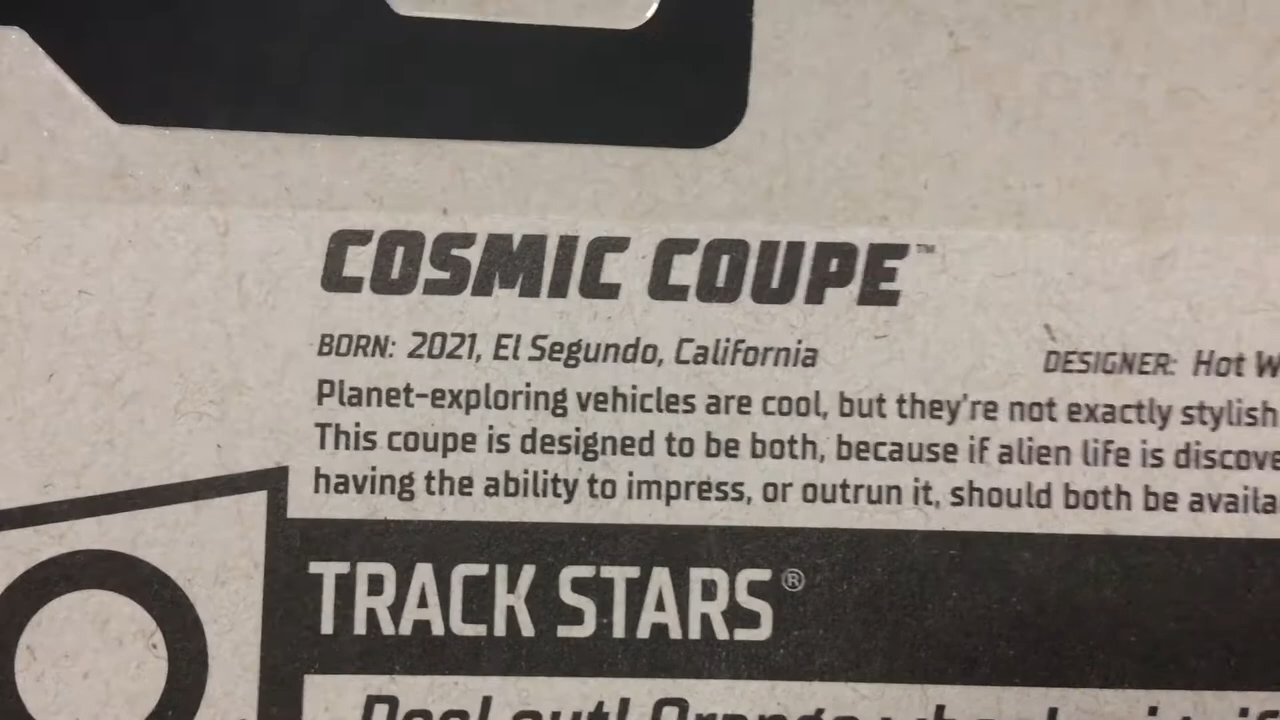 COSMIC COUPE™
BORN: 2021, El Segundo, California
DESIGNER: Hot
Planet-exploring vehicles are cool, but they're not exactly stylish
This coupe is designed to be both, because if alien life is
having the ability to impress, or outrun it, should both be
TRACK STARS®